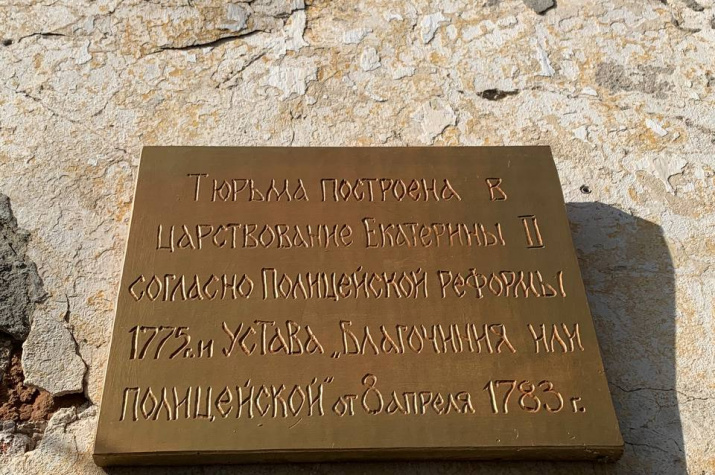 Тюрьма построена в
царствование Екатерины II
согласно Полицейской реформы
1775г. и Устава „Благочиния или
полицейской" от 8 апреля 1783 г.